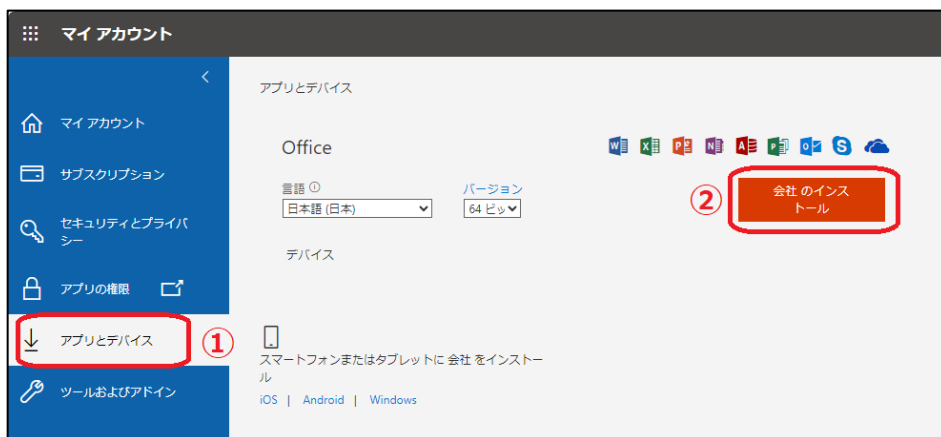 マイ アカウント
アプリとデバイス
マイ アカウント
サブスクリプション
セキュリティとプライバ
シー
アプリの権限
アプリとデバイス
ツールおよびアドイン
①
Office
言語
バージョン
日本語 (日本)
64 ビッ
②
会社 のインス
トール
デバイス
スマートフォンまたはタブレットに 会社 をインストー
ル
iOS | Android | Windows